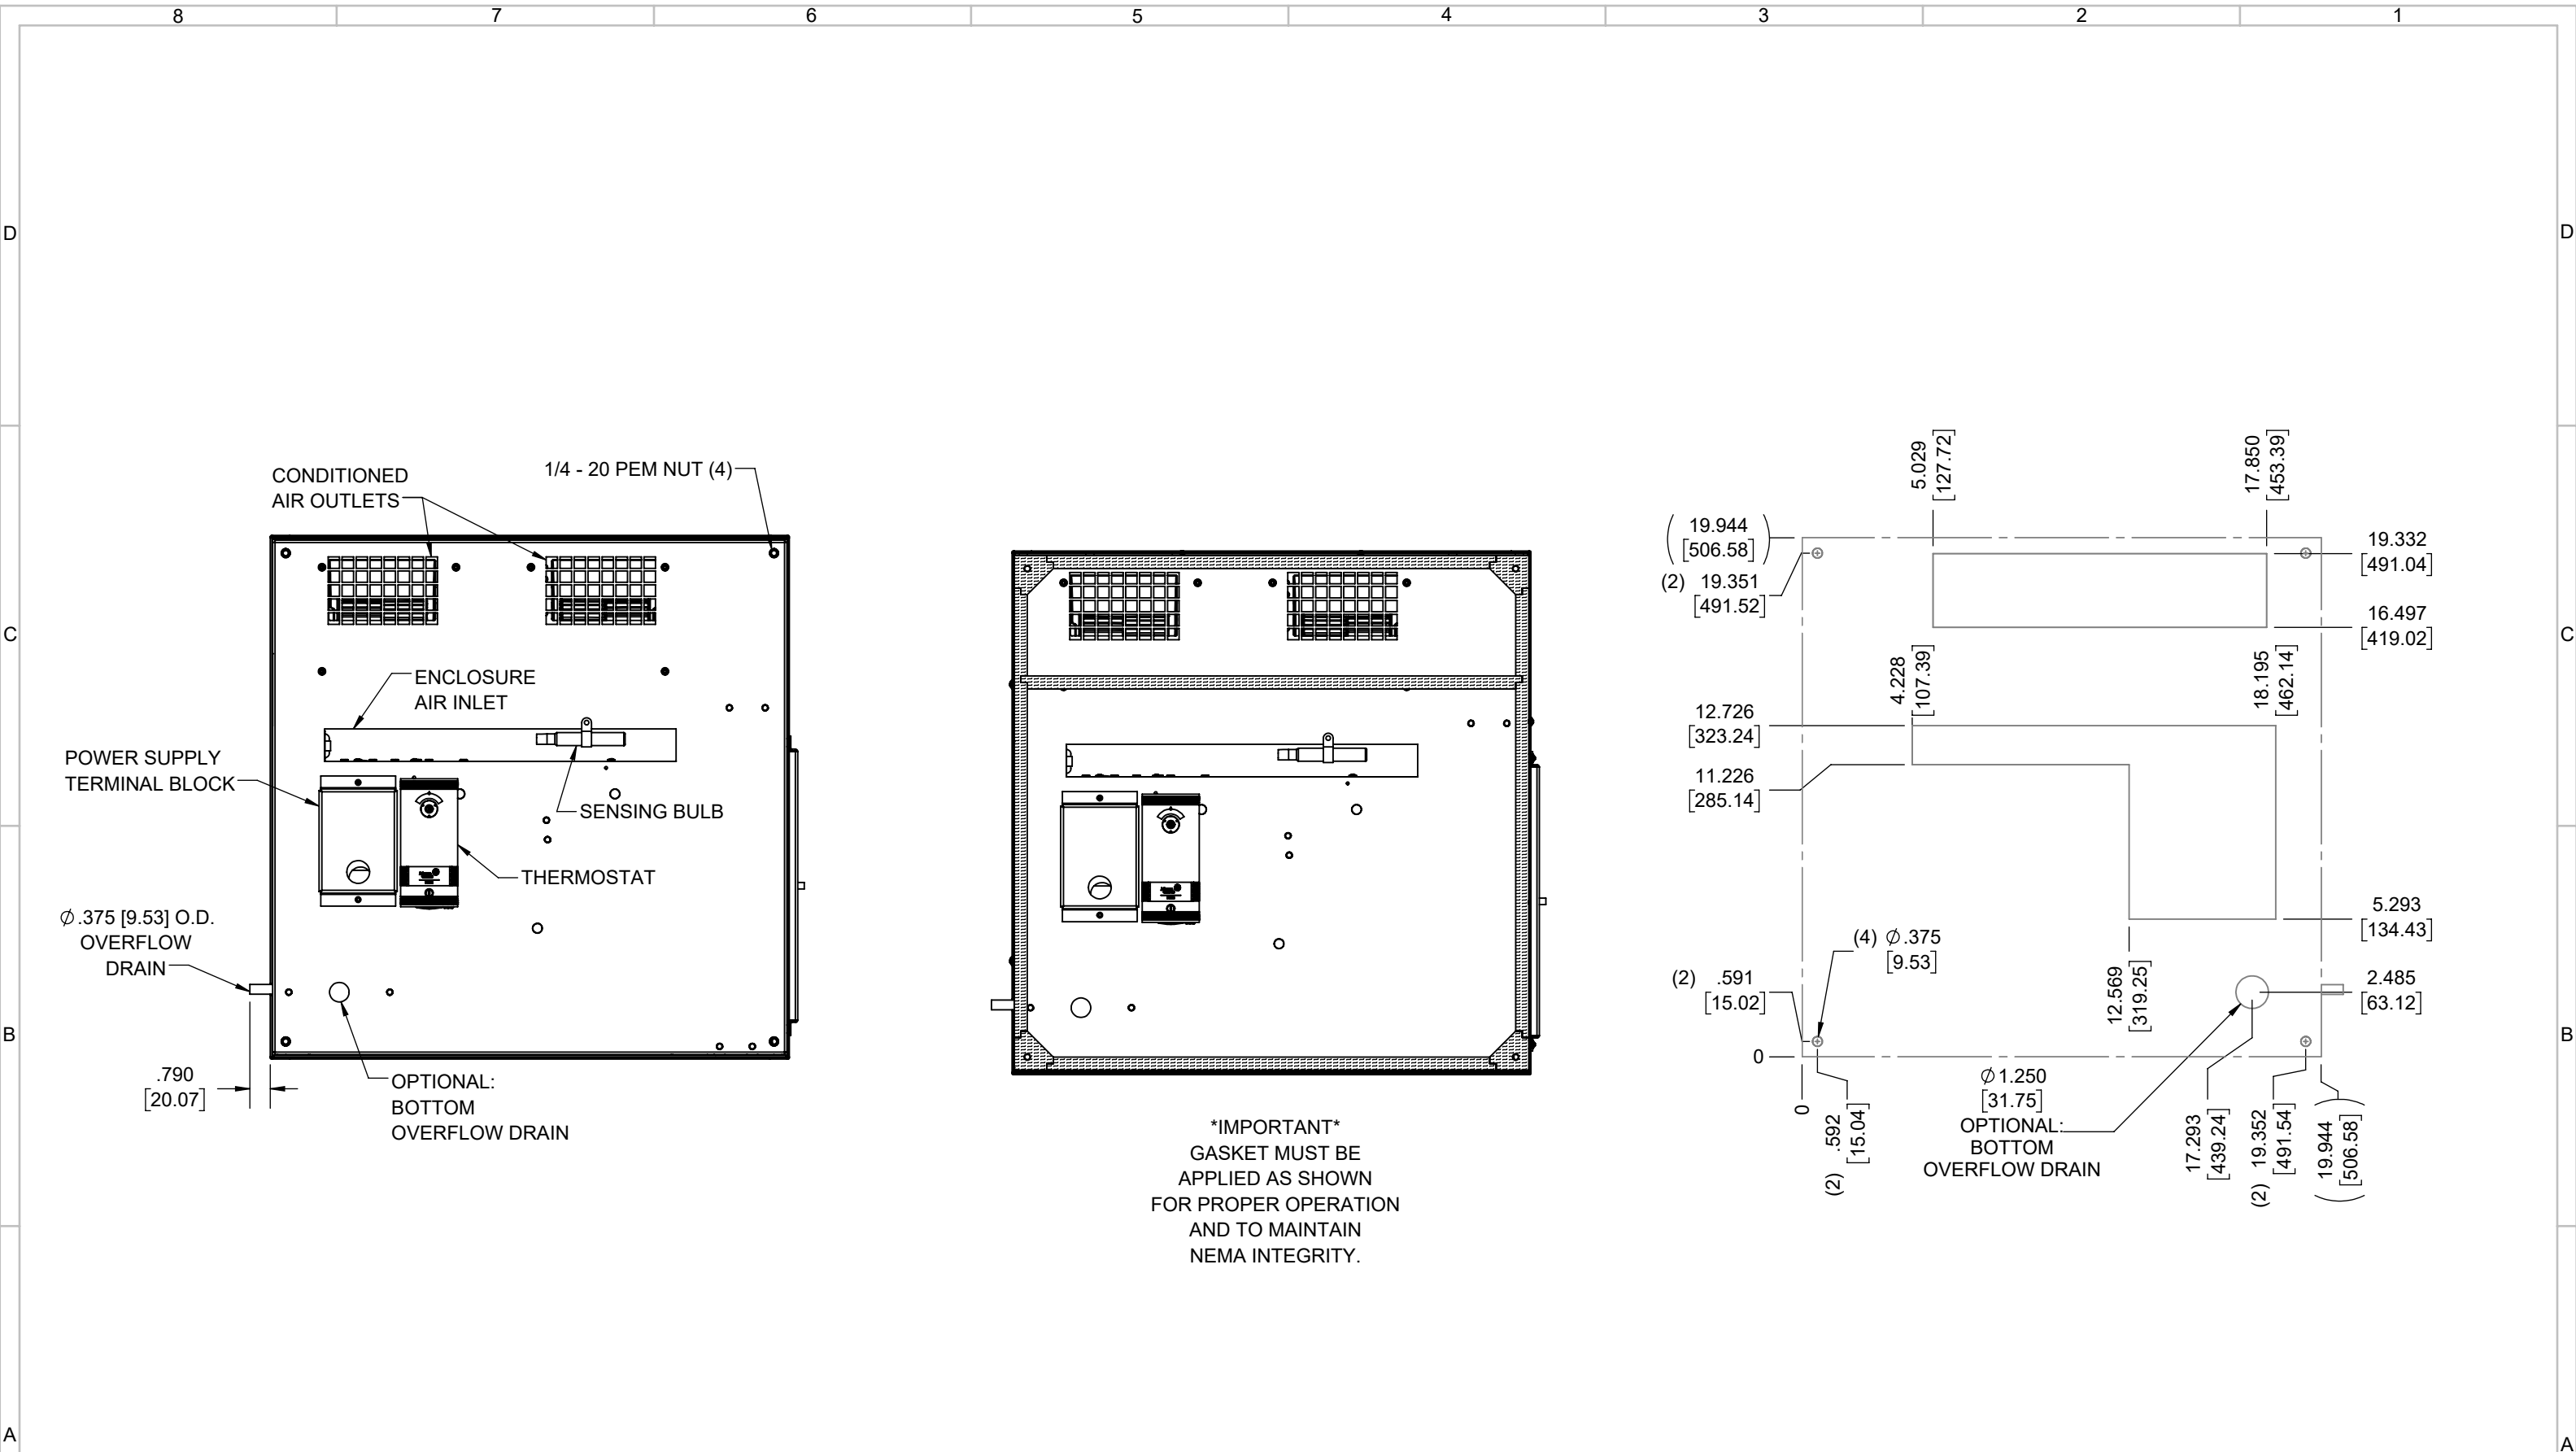 8 7 6 5 4 3 2 1
D D
C C
B B
A A
CONDITIONED
AIR OUTLETS
1/4 - 20 PEM NUT (4)
ENCLOSURE
AIR INLET
POWER SUPPLY
TERMINAL BLOCK
SENSING BULB
THERMOSTAT
∅.375 [9.53] O.D.
OVERFLOW
DRAIN
.790
[20.07]
OPTIONAL:
BOTTOM
OVERFLOW DRAIN
*IMPORTANT*
GASKET MUST BE
APPLIED AS SHOWN
FOR PROPER OPERATION
AND TO MAINTAIN
NEMA INTEGRITY.
5.029
[127.72]
17.850
[453.39]
(19.944
[506.58])
(2) 19.351
[491.52]
19.332
[491.04]
16.497
[419.02]
4.228
[107.39]
18.195
[462.14]
12.726
[323.24]
11.226
[285.14]
5.293
[134.43]
(4) ∅.375
[9.53]
(2) .591
[15.02]
12.569
[319.25]
2.485
[63.12]
0
0
(2) .592
[15.04]
∅1.250
[31.75]
OPTIONAL:
BOTTOM
OVERFLOW DRAIN
17.293
[439.24]
(2) 19.352
[491.54]
(19.944
[506.58])